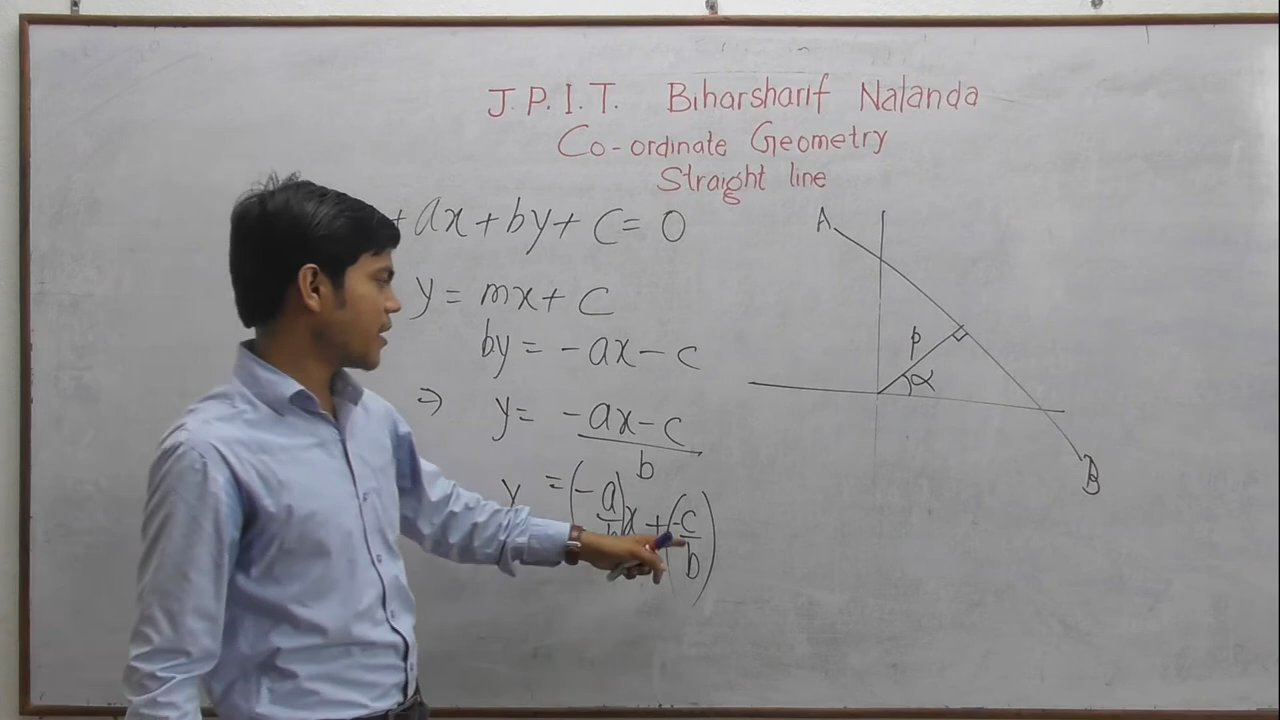 J.P.I.T. Biharsharif Nalanda
Co-ordinate Geometry
Straight line
+ ax + by + c = 0
y = mx + c
by = -ax - c
⇒ y = (-ax - c)/b
y = (-a/b)x + (-c/b)
A
p
α
B